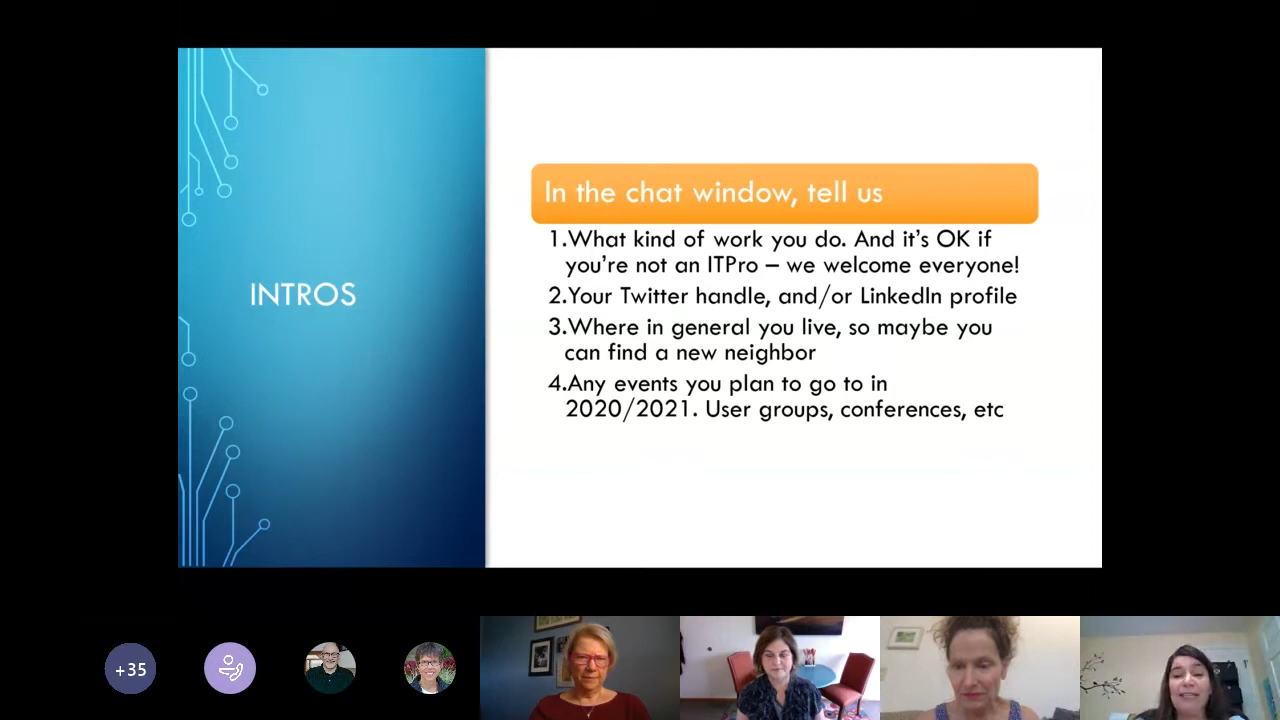 INTROS
In the chat window, tell us
1.What kind of work you do. And it's OK if
you're not an ITPro – we welcome everyone!
2.Your Twitter handle, and/or LinkedIn profile
3.Where in general you live, so maybe you
can find a new neighbor
4.Any events you plan to go to in
2020/2021. User groups, conferences, etc
+35